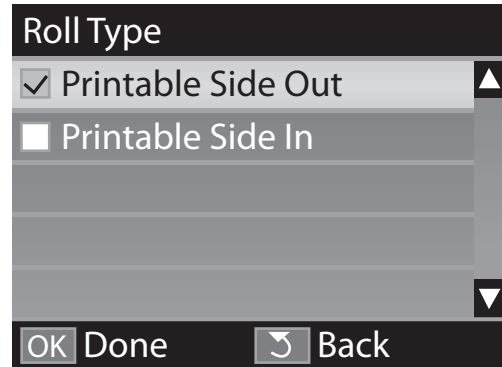 Roll Type
Printable Side Out
Printable Side In
OK Done Back